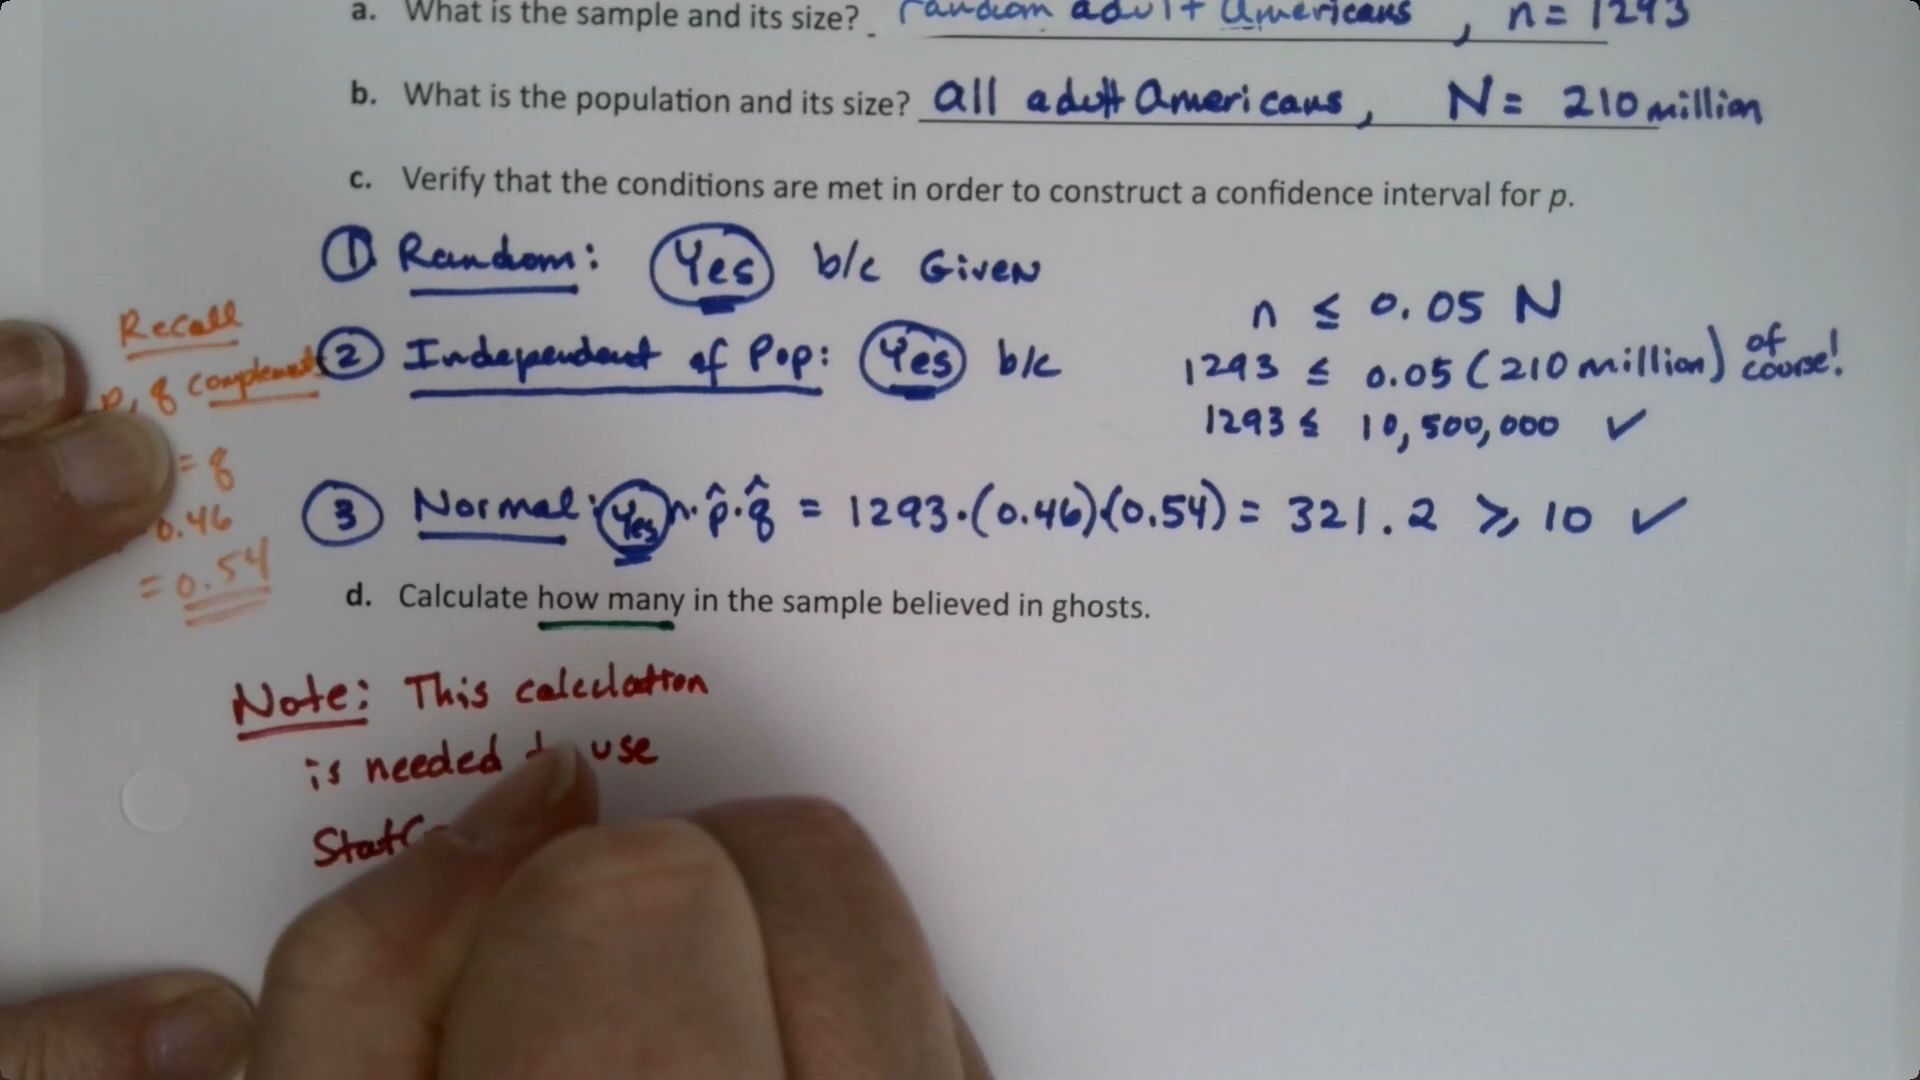 a. What is the sample and its size? random adult Americans, n = 1293
b. What is the population and its size? all adult Americans, N = 210 million
c. Verify that the conditions are met in order to construct a confidence interval for p.
① Random: Yes b/c Given
② Independent of Pop: Yes b/c
n ≤ 0.05 N
1293 ≤ 0.05 (210 million) of course!
1293 ≤ 10,500,000 ✓
Recall
p, q complement
= q
0.46
= 0.54
③ Normal: Yes n·p̂·q̂ = 1293·(0.46)·(0.54) = 321.2 ≥ 10 ✓
d. Calculate how many in the sample believed in ghosts.
Note: This calculation
is needed use